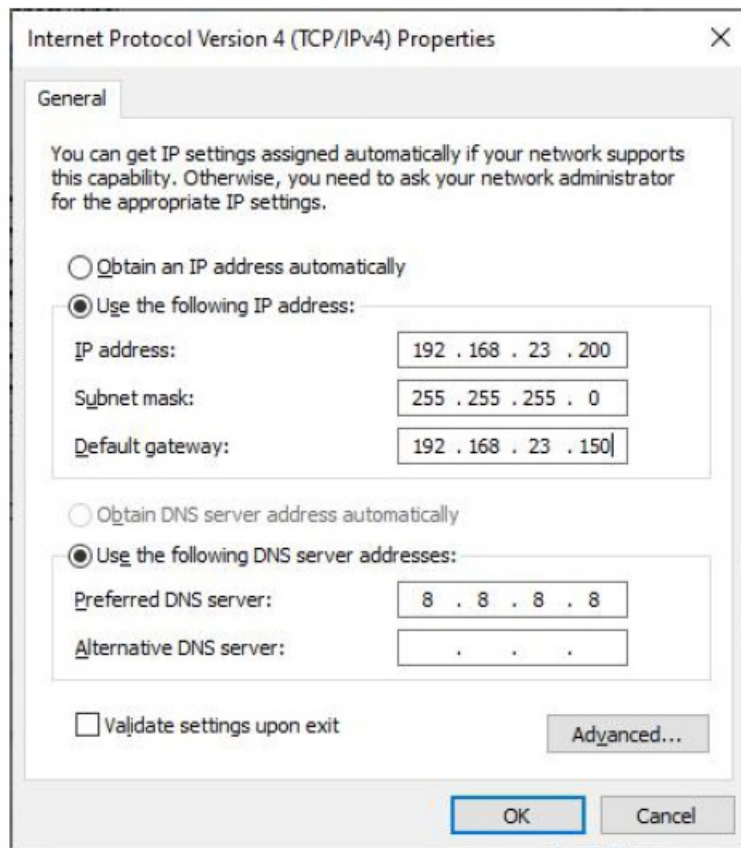 Internet Protocol Version 4 (TCP/IPv4) Properties
General
You can get IP settings assigned automatically if your network supports
this capability. Otherwise, you need to ask your network administrator
for the appropriate IP settings.
Obtain an IP address automatically
Use the following IP address:
IP address: 192 . 168 . 23 . 200
Subnet mask: 255 . 255 . 255 . 0
Default gateway: 192 . 168 . 23 . 150
Obtain DNS server address automatically
Use the following DNS server addresses:
Preferred DNS server: 8 . 8 . 8 . 8
Alternative DNS server: . . .
Validate settings upon exit
Advanced...
OK Cancel